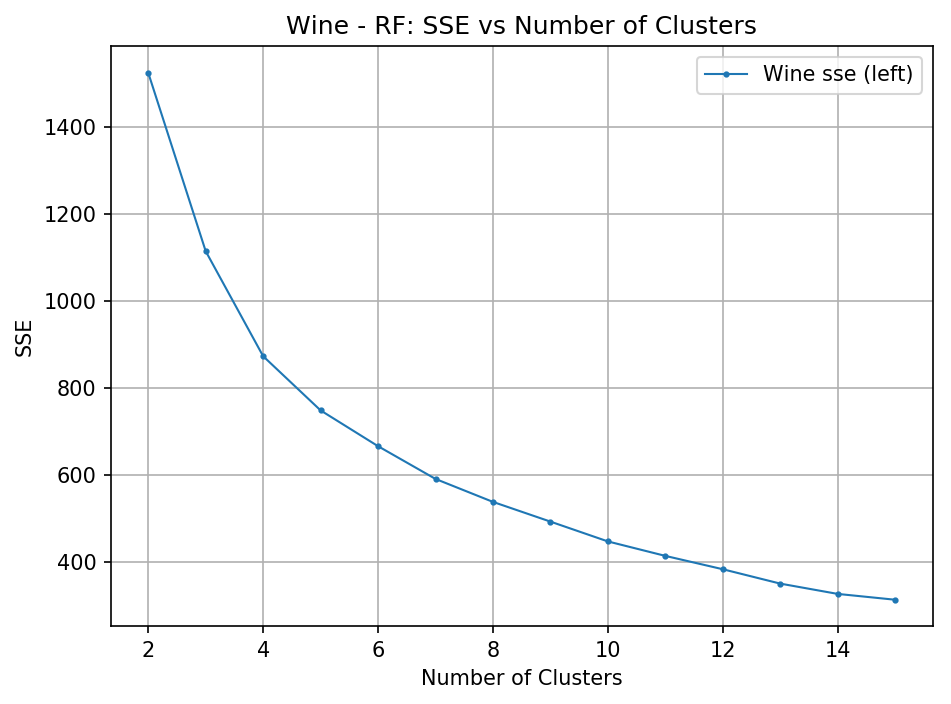 Wine - RF: SSE vs Number of Clusters
Wine sse (left)
SSE
1400
1200
1000
800
600
400
2 4 6 8 10 12 14
Number of Clusters